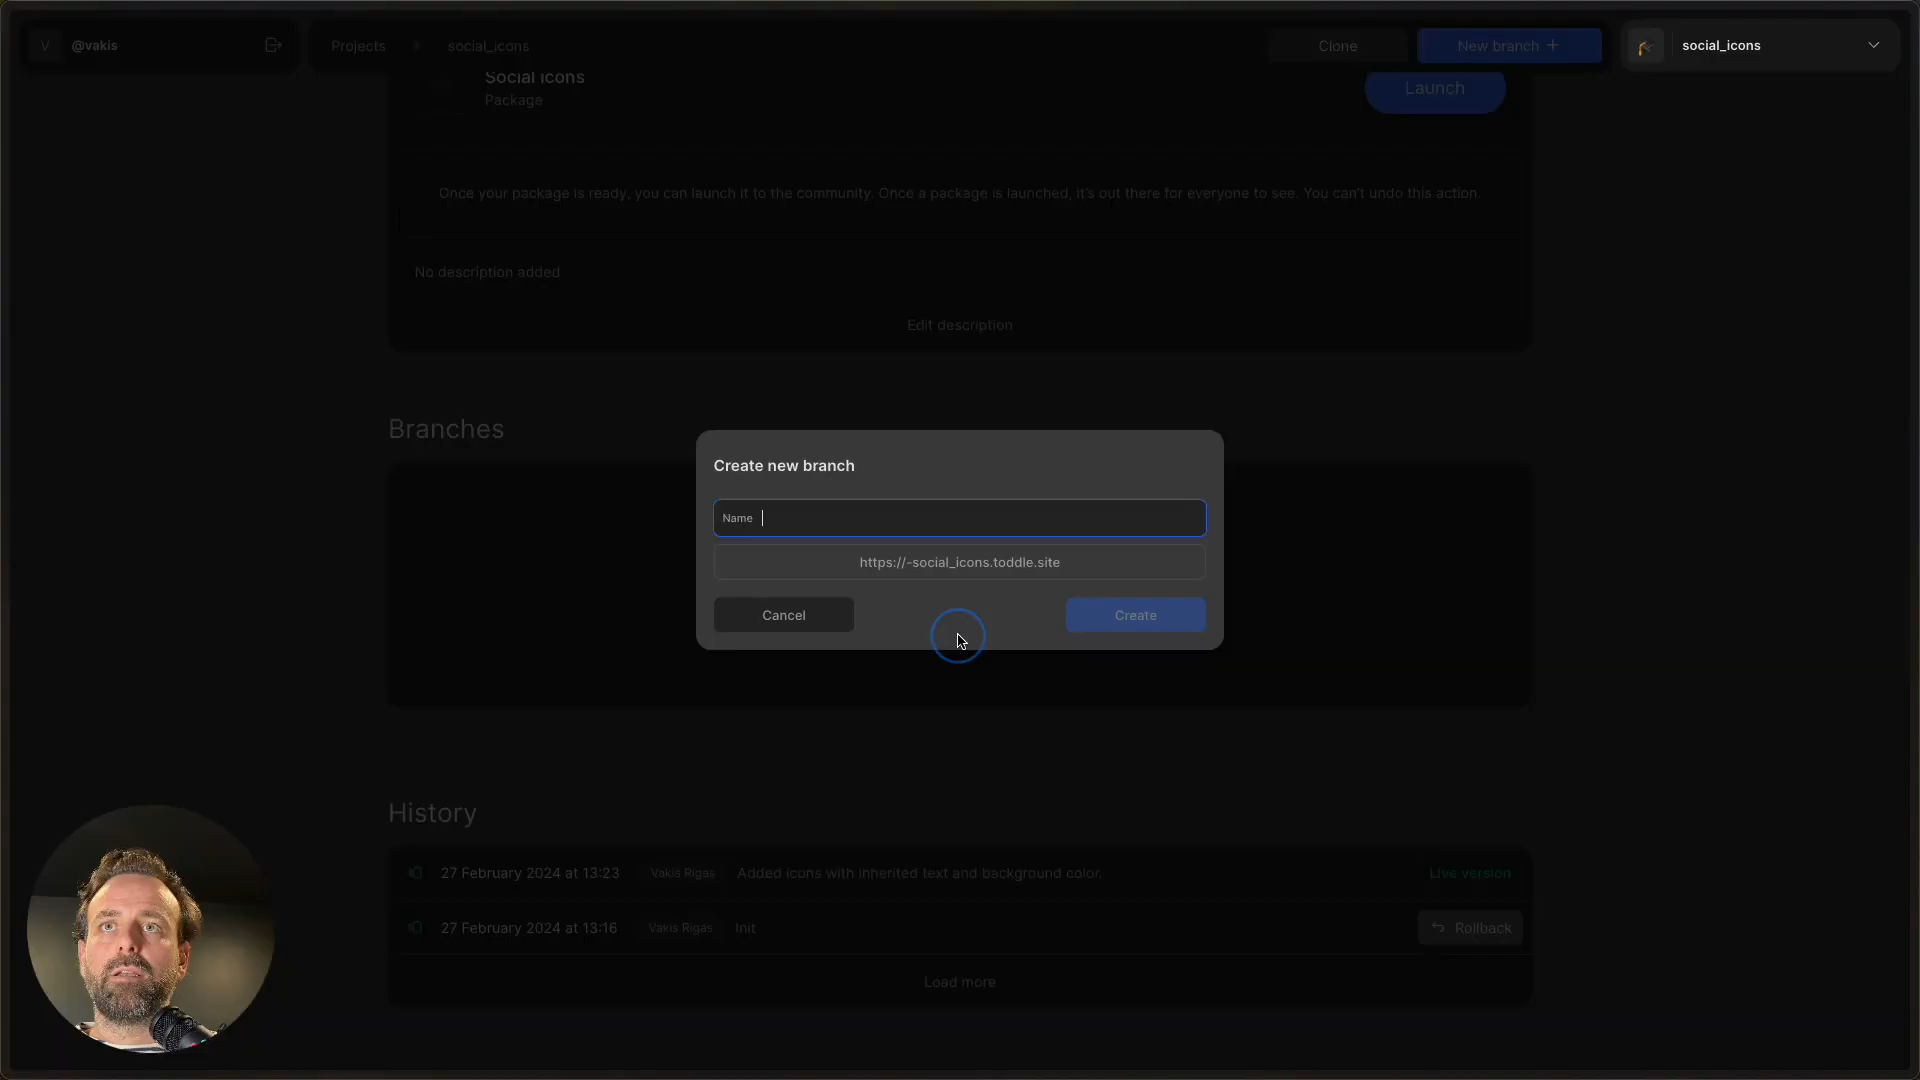 V @vakis Projects social_icons Clone New branch + social_icons
Social icons
Package
Launch
Once your package is ready, you can launch it to the community. Once a package is launched, it's out there for everyone to see. You can't undo this action.
No description added
Edit description
Branches
Create new branch
Name
https://-social_icons.toddle.site
Cancel Create
History
27 February 2024 at 13:23 Vakis Rigas Added icons with inherited text and background color. Live version
27 February 2024 at 13:16 Vakis Rigas Init Rollback
Load more